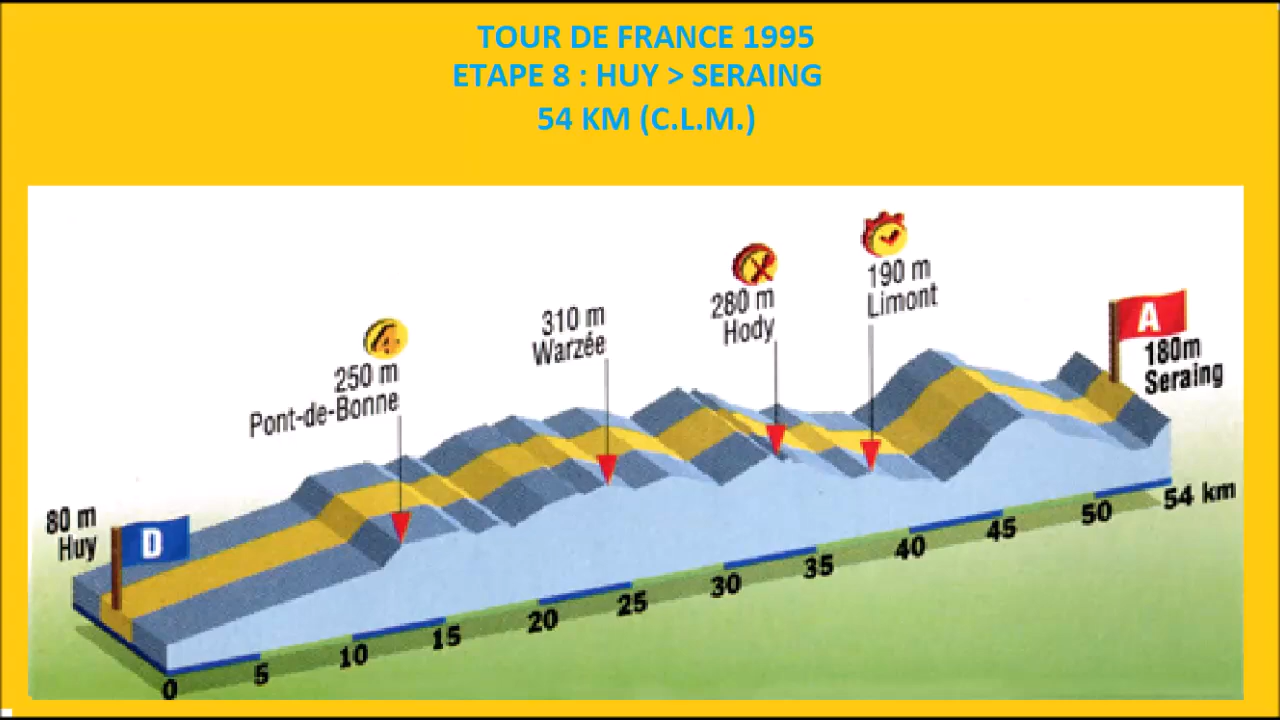 TOUR DE FRANCE 1995
ETAPE 8 : HUY > SERAING
54 KM (C.L.M.)
190 m
Limont
280 m
Hody
310 m
Warzée
250 m
Pont-de-Bonne
A
180m
Seraing
80 m
Huy
D
4
0
5
10
15
20
25
30
35
40
45
50
54 km